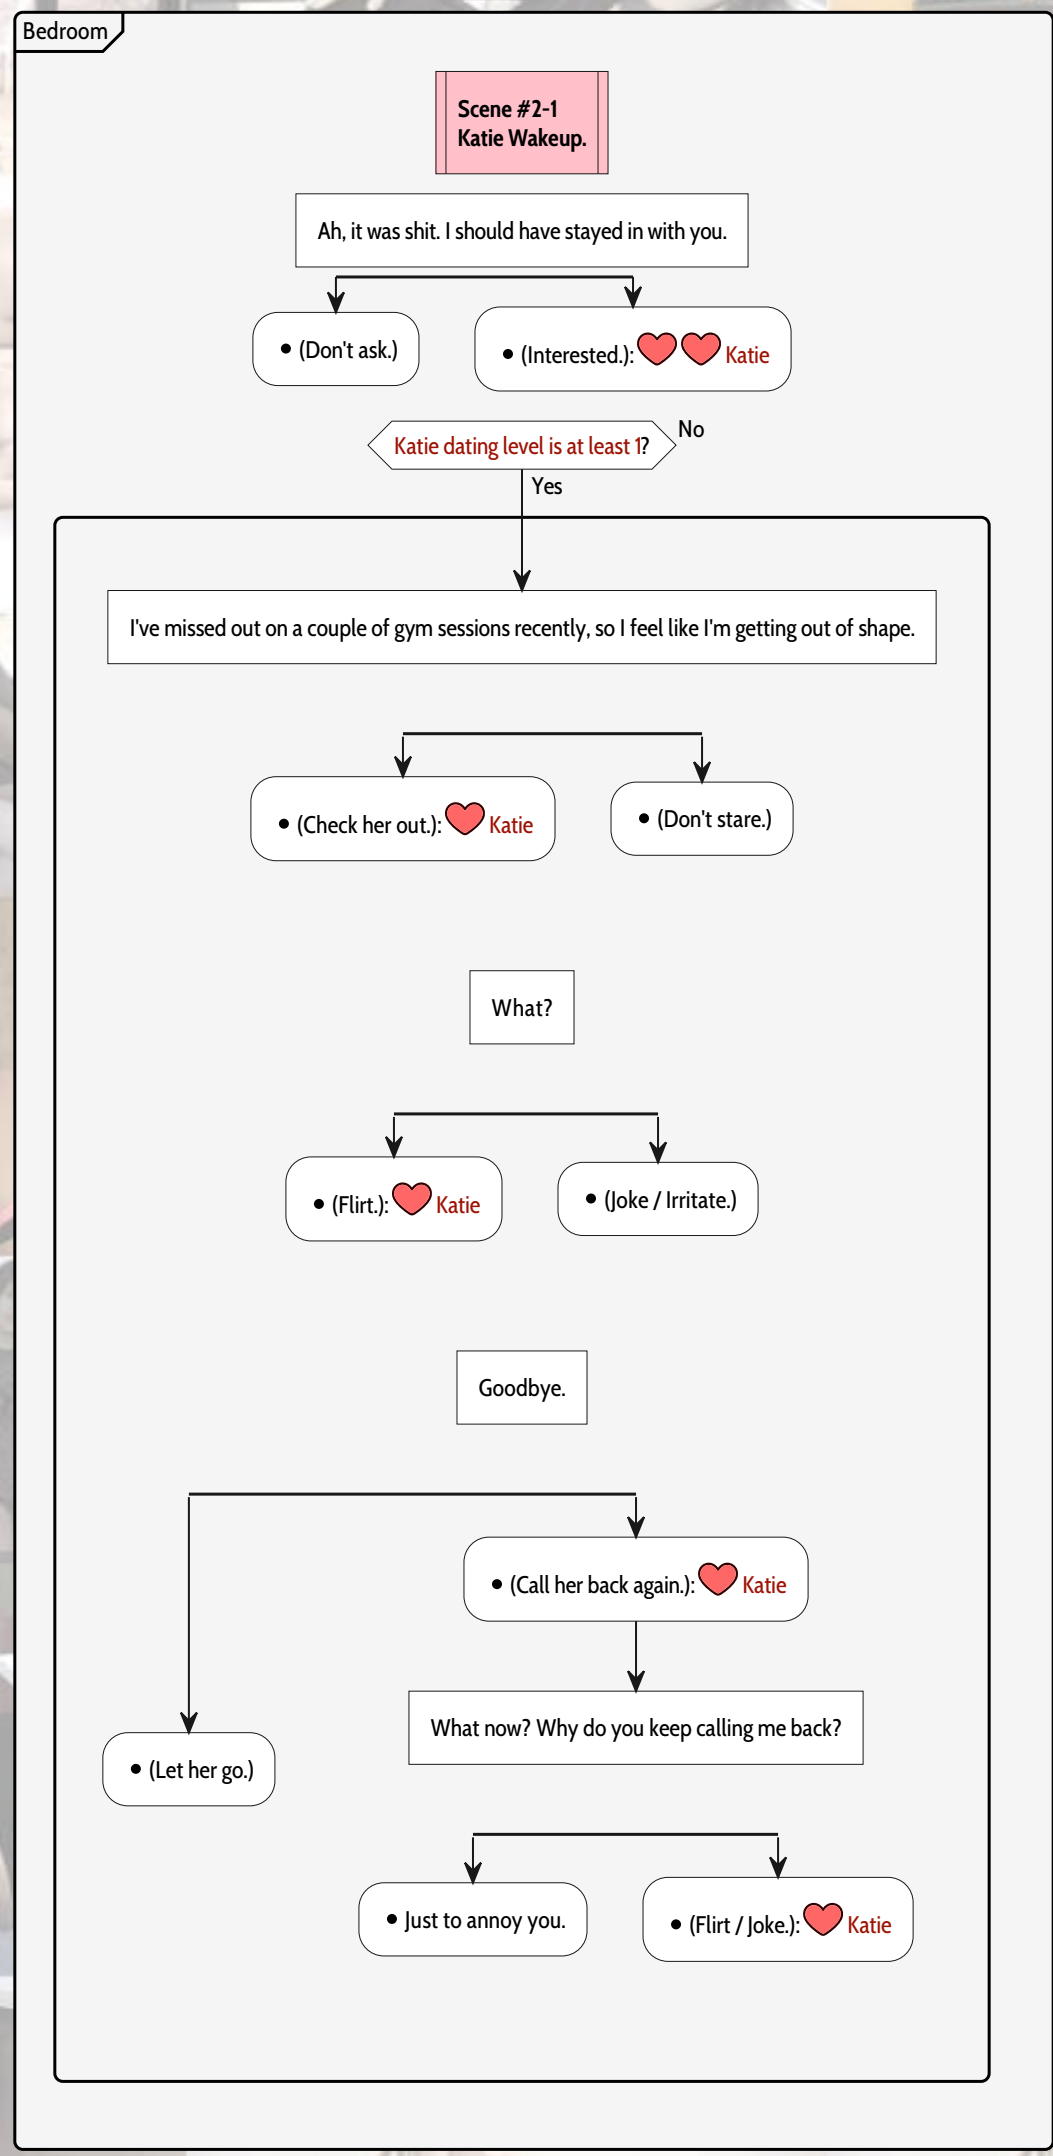 Bedroom
Scene #2-1
Katie Wakeup.
Ah, it was shit. I should have stayed in with you.
• (Don't ask.)
• (Interested.): Katie
Katie dating level is at least 1?
No
Yes
I've missed out on a couple of gym sessions recently, so I feel like I'm getting out of shape.
• (Check her out.): Katie
• (Don't stare.)
What?
• (Flirt.): Katie
• (Joke / Irritate.)
Goodbye.
• (Call her back again.): Katie
What now? Why do you keep calling me back?
• (Let her go.)
• Just to annoy you.
• (Flirt / Joke.): Katie